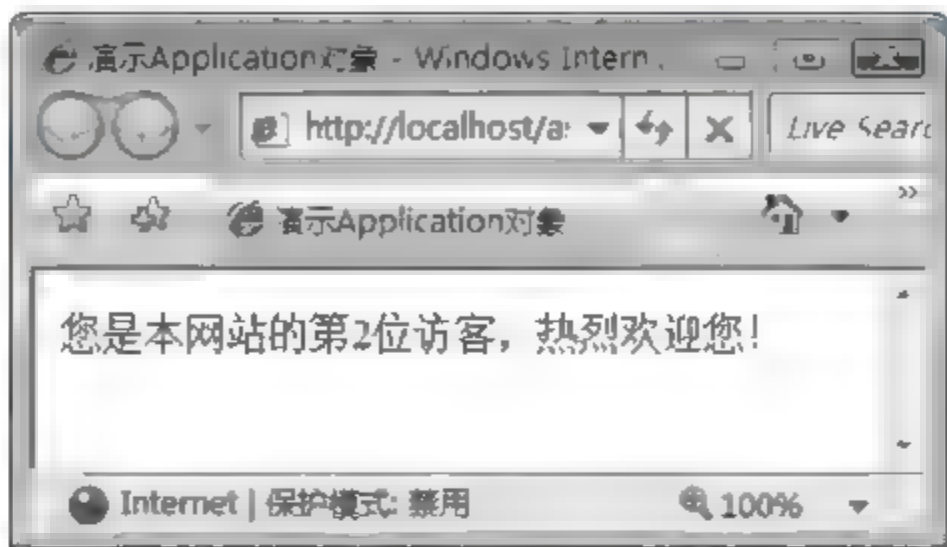 演示Application对象 - Windows Intern
http://localhost/a
Live Searc
演示Application对象
»
您是本网站的第2位访客，热烈欢迎您！
Internet | 保护模式: 禁用
100%